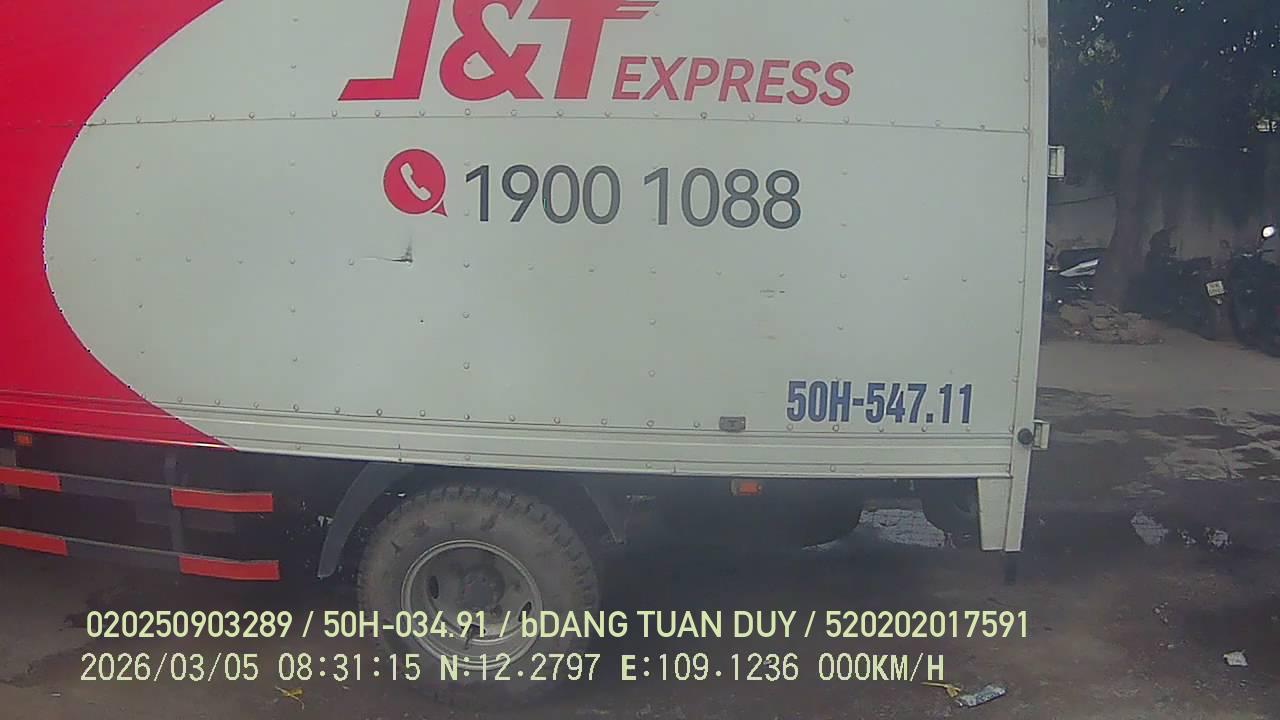 J&T EXPRESS
1900 1088
50H-547.11
020250903289 / 50H-034.91 / bDANG TUAN DUY / 520202017591
2026/03/05 08:31:15 N:12.2797 E:109.1236 000KM/H